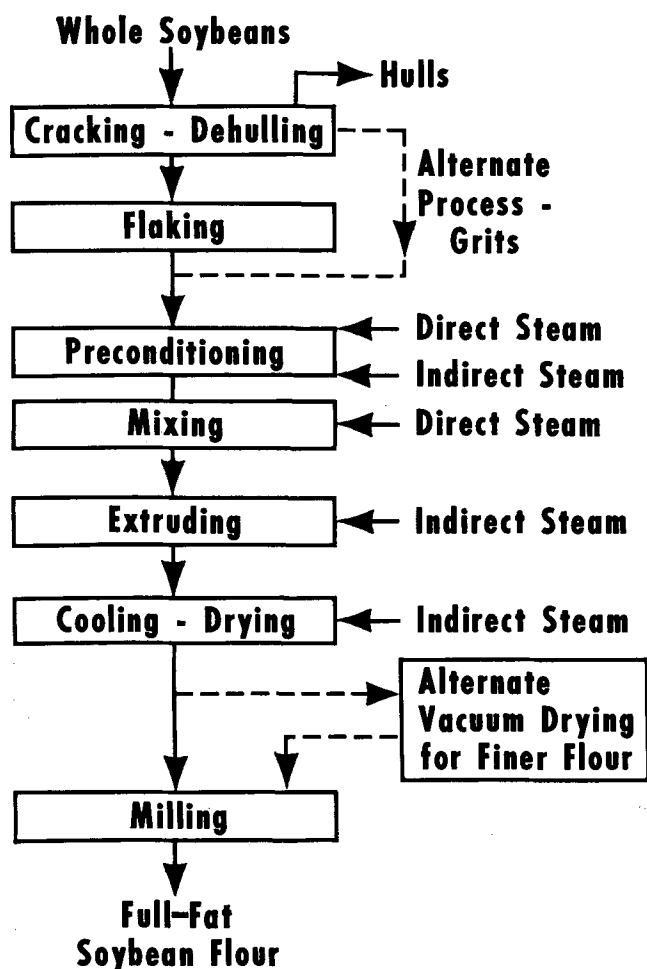 Whole Soybeans
Hulls
Cracking - Dehulling
Alternate
Process -
Grits
Flaking
Direct Steam
Preconditioning
Indirect Steam
Mixing
Direct Steam
Extruding
Indirect Steam
Cooling - Drying
Indirect Steam
Alternate
Vacuum Drying
for Finer Flour
Milling
Full-Fat
Soybean Flour